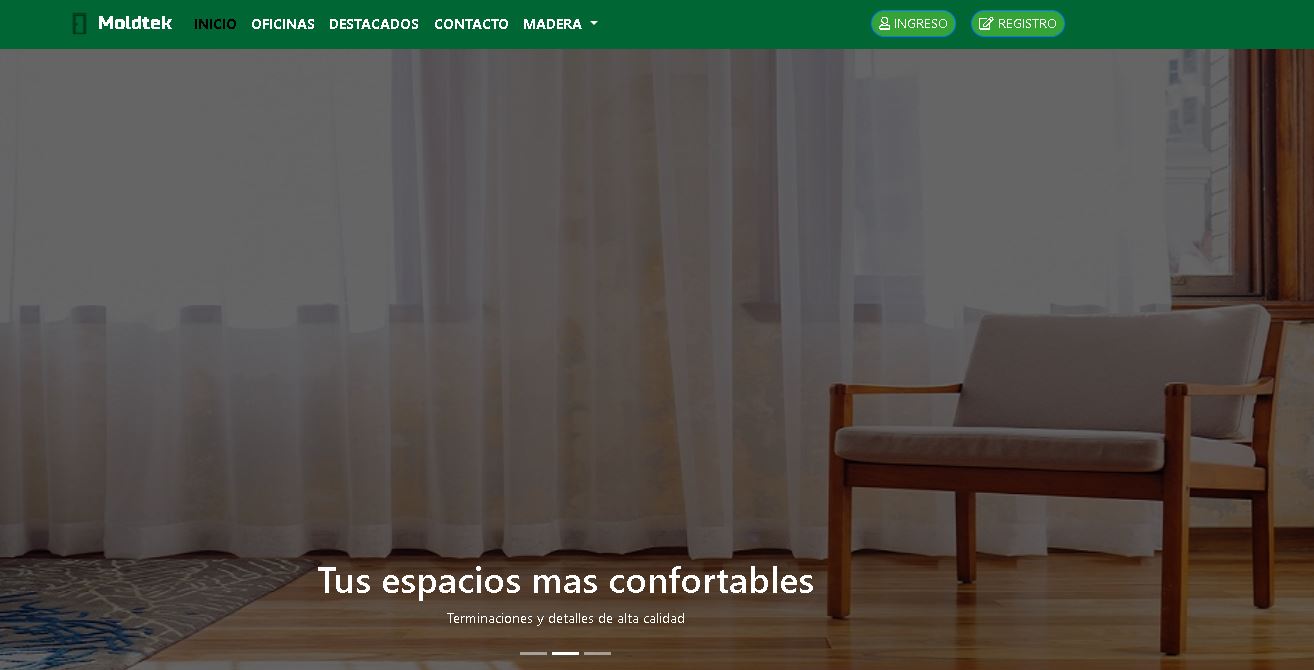 Moldtek INICIO OFICINAS DESTACADOS CONTACTO MADERA INGRESO REGISTRO
Tus espacios mas confortables
Terminaciones y detalles de alta calidad